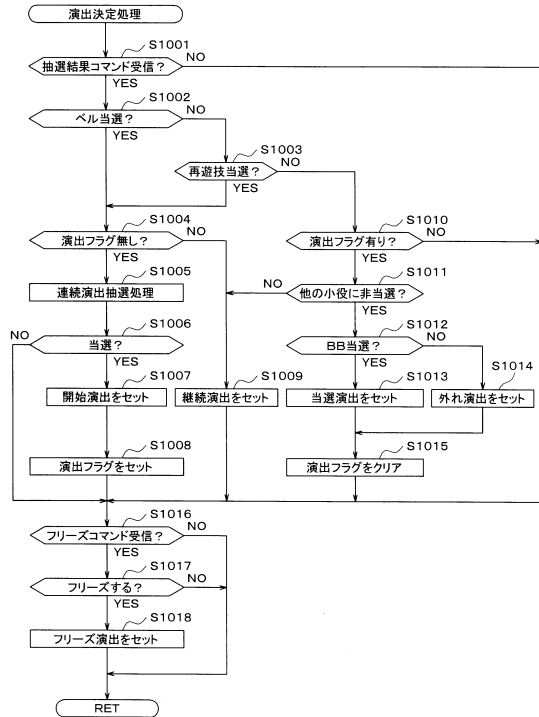 演出決定処理
S1001
抽選結果コマンド受信？
NO
YES
S1002
ベル当選？
NO
YES
S1003
再遊技当選？
NO
YES
S1004
演出フラグ無し？
NO
YES
S1010
演出フラグ有り？
NO
YES
S1005
連続演出抽選処理
S1011
NO
他の小役に非当選？
YES
S1006
NO
当選？
YES
S1012
BB当選？
NO
YES
S1007
開始演出をセット
S1009
継続演出をセット
S1013
当選演出をセット
S1014
外れ演出をセット
S1008
演出フラグをセット
S1015
演出フラグをクリア
S1016
フリーズコマンド受信？
NO
YES
S1017
フリーズする？
NO
YES
S1018
フリーズ演出をセット
RET